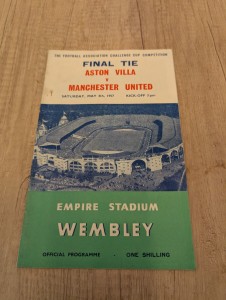 THE FOOTBALL ASSOCIATION CHALLENGE CUP COMPETITION
FINAL TIE
ASTON VILLA
v
MANCHESTER UNITED
SATURDAY, MAY 4th, 1957 KICK-OFF 3 pm
EMPIRE STADIUM
WEMBLEY
OFFICIAL PROGRAMME - ONE SHILLING